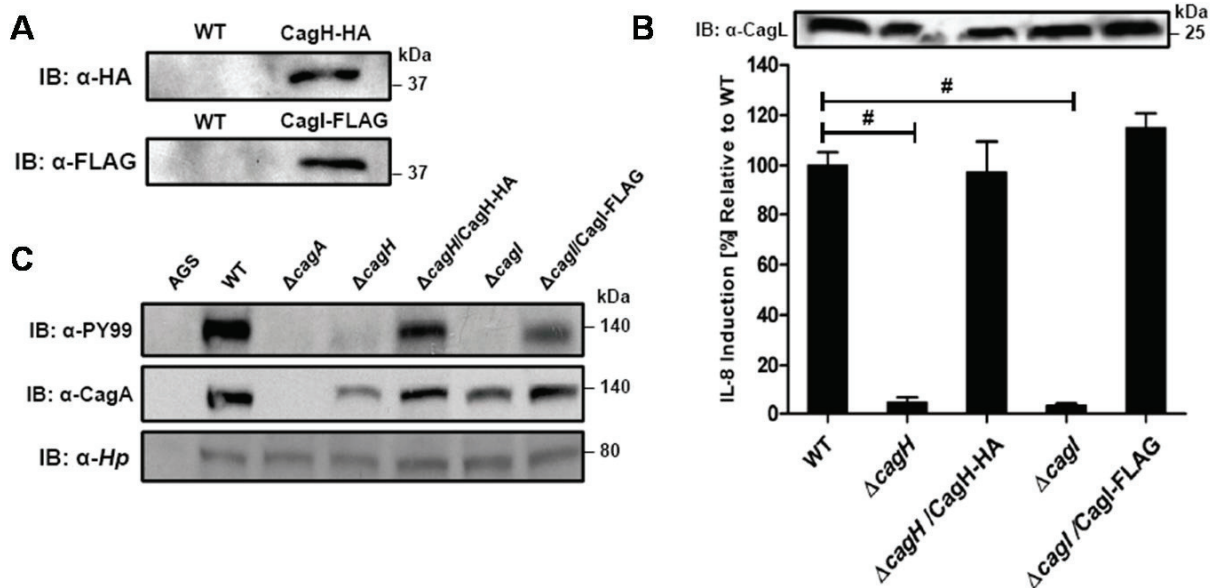 A
WT CagH-HA
kDa
IB: α-HA
37
WT CagI-FLAG
IB: α-FLAG
37
B
IB: α-CagL
kDa
25
IL-8 Induction [%] Relative to WT
140
120
100
80
60
40
20
0
#
#
WT
ΔcagH
ΔcagH /CagH-HA
ΔcagI
ΔcagI /CagI-FLAG
C
AGS
WT
ΔcagA
ΔcagH
ΔcagH/CagH-HA
ΔcagI
ΔcagI/CagI-FLAG
kDa
IB: α-PY99
140
IB: α-CagA
140
IB: α-Hp
80